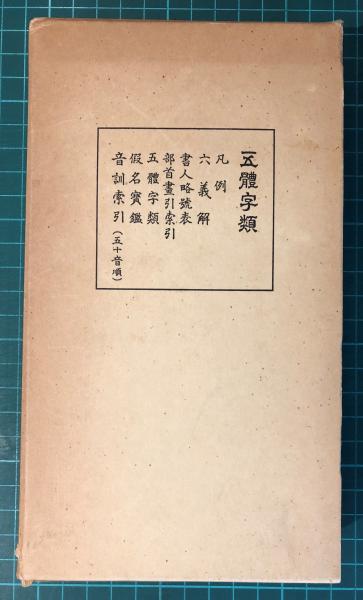 五體字類
凡例
六義解
書人略號表
部首畫引索引
五體字類
假名寶鑑
音訓索引（五十音順）